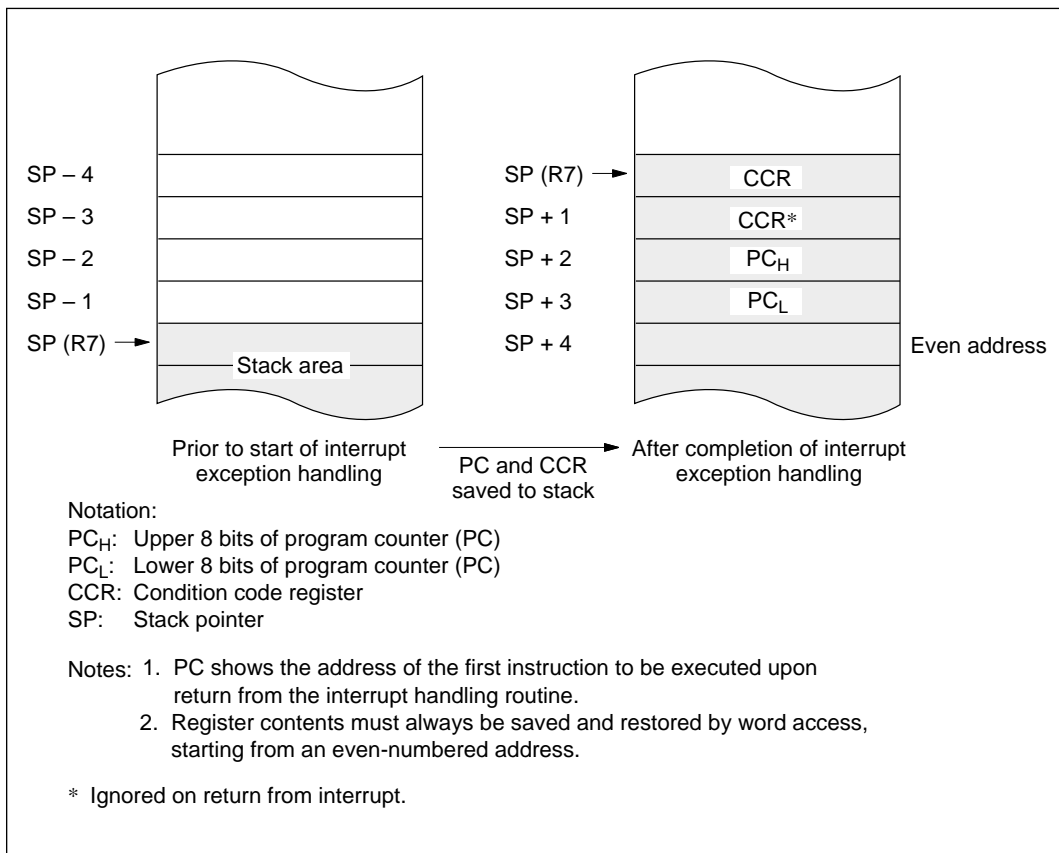 SP – 4
SP – 3
SP – 2
SP – 1
SP (R7)
Stack area
SP (R7)
SP + 1
SP + 2
SP + 3
SP + 4
CCR
CCR*
PCH
PCL
Even address
Prior to start of interrupt
exception handling
PC and CCR
saved to stack
After completion of interrupt
exception handling
Notation:
PCH: Upper 8 bits of program counter (PC)
PCL: Lower 8 bits of program counter (PC)
CCR: Condition code register
SP: Stack pointer
Notes: 1. PC shows the address of the first instruction to be executed upon
return from the interrupt handling routine.
2. Register contents must always be saved and restored by word access,
starting from an even-numbered address.
* Ignored on return from interrupt.